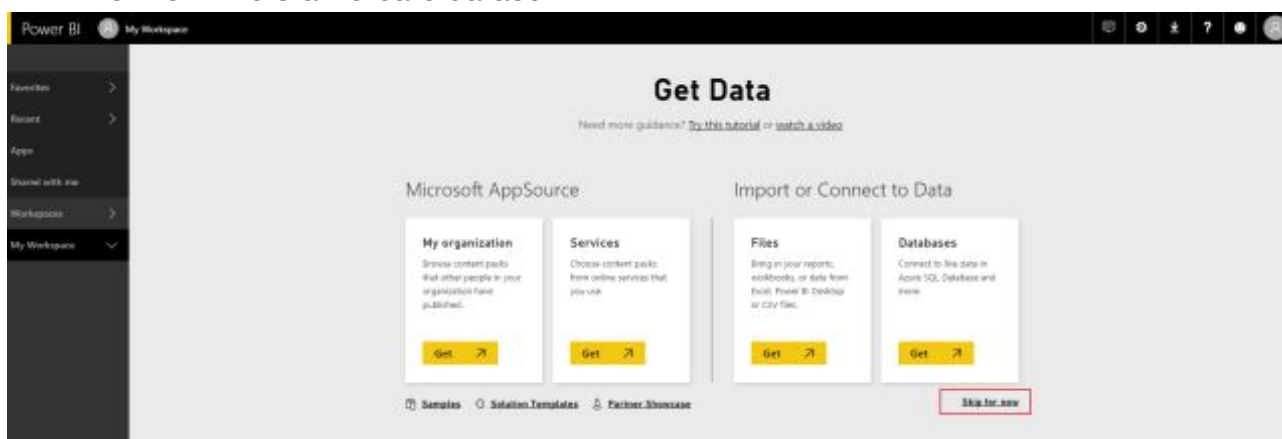 Power BI My Workspace ?
Favorites
Recent
Apps
Shared with me
Workspaces
My Workspace
Get Data
Need more guidance? Try this tutorial or watch a video
Microsoft AppSource
Import or Connect to Data
My organization
Browse content packs
that other people in your
organization have
published.
Get
Services
Choose content packs
from online services that
you use.
Get
Files
Bring in your reports,
workbooks, or data from
Excel, Power BI Desktop
or CSV files.
Get
Databases
Connect to live data in
Azure SQL Database and
more.
Get
Samples Solution Templates Partner Showcase
Skip for now